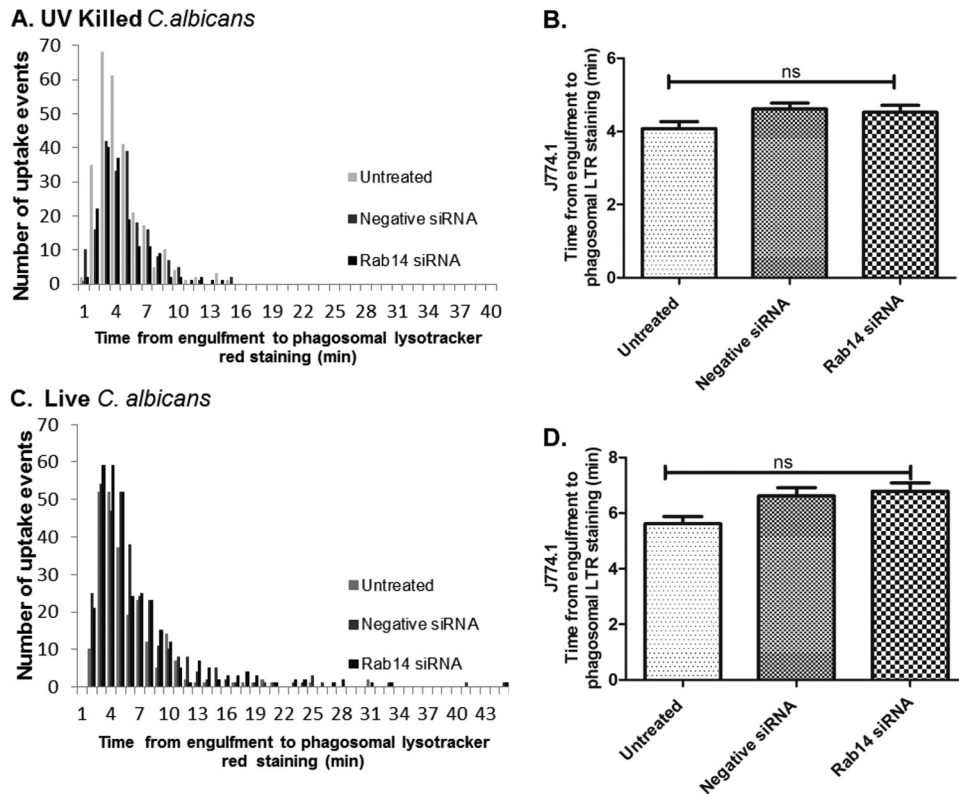 A. UV Killed C.albicans
Number of uptake events
70
60
50
40
30
20
10
0
1 4 7 10 13 16 19 22 25 28 31 34 37 40
Time from engulfment to phagosomal lysotracker
red staining (min)
Untreated
Negative siRNA
Rab14 siRNA
B.
J774.1
Time from engulfment to
phagosomal LTR staining (min)
6
4
2
0
ns
Untreated
Negative siRNA
Rab14 siRNA
C. Live C. albicans
Number of uptake events
70
60
50
40
30
20
10
0
1 4 7 10 13 16 19 22 25 28 31 34 37 40 43
Time from engulfment to phagosomal lysotracker
red staining (min)
Untreated
Negative siRNA
Rab14 siRNA
D.
J774.1
Time from engulfment to
phagosomal LTR staining (min)
8
6
4
2
0
ns
Untreated
Negative siRNA
Rab14 siRNA